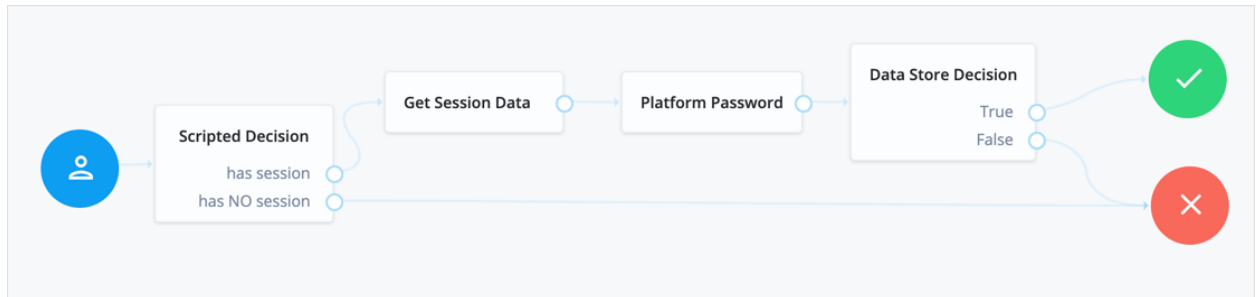 Scripted Decision
has session
has NO session
Get Session Data
Platform Password
Data Store Decision
True
False